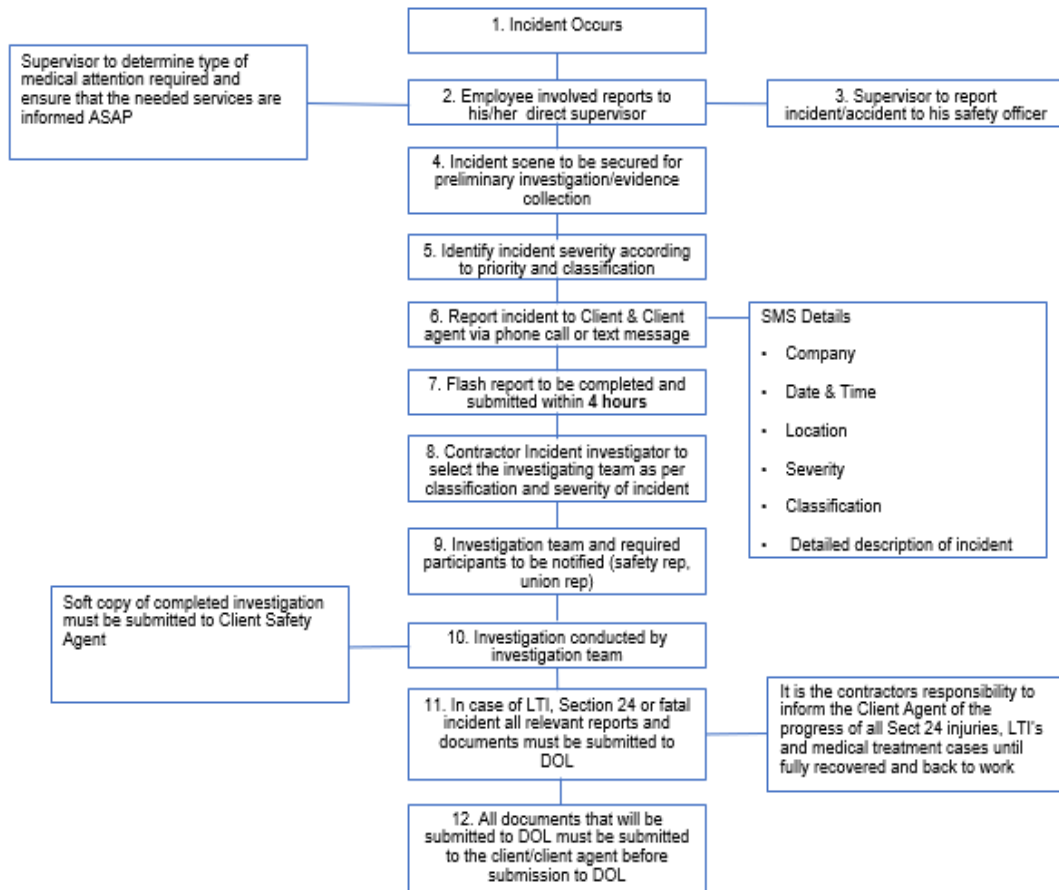 1. Incident Occurs
Supervisor to determine type of
medical attention required and
ensure that the needed services are
informed ASAP
2. Employee involved reports to
his/her direct supervisor
3. Supervisor to report
incident/accident to his safety officer
4. Incident scene to be secured for
preliminary investigation/evidence
collection
5. Identify incident severity according
to priority and classification
6. Report incident to Client & Client
agent via phone call or text message
SMS Details
▪ Company
▪ Date & Time
▪ Location
▪ Severity
▪ Classification
▪ Detailed description of incident
7. Flash report to be completed and
submitted within 4 hours
8. Contractor Incident investigator to
select the investigating team as per
classification and severity of incident
9. Investigation team and required
participants to be notified (safety rep,
union rep)
Soft copy of completed investigation
must be submitted to Client Safety
Agent
10. Investigation conducted by
investigation team
11. In case of LTI, Section 24 or fatal
incident all relevant reports and
documents must be submitted to
DOL
It is the contractors responsibility to
inform the Client Agent of the
progress of all Sect 24 injuries, LTI's
and medical treatment cases until
fully recovered and back to work
12. All documents that will be
submitted to DOL must be submitted
to the client/client agent before
submission to DOL